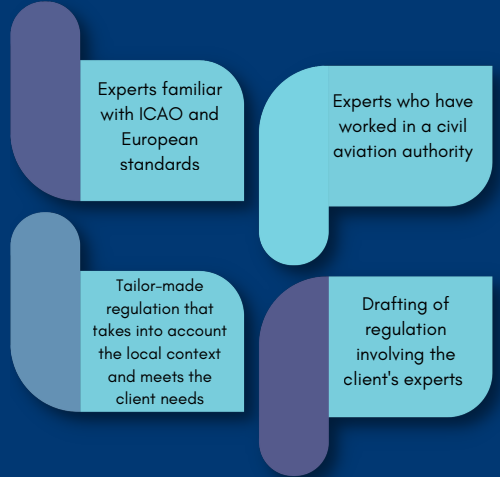 Experts familiar
with ICAO and
European
standards
Experts who have
worked in a civil
aviation authority
Tailor-made
regulation that
takes into account
the local context
and meets the
client needs
Drafting of
regulation
involving the
client's experts